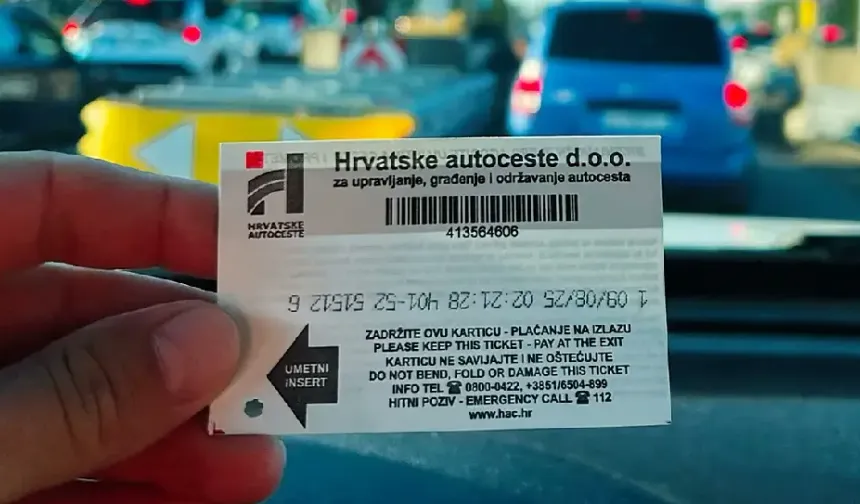 Hrvatske autoceste d.o.o.
za upravljanje, građenje i održavanje autocesta
HRVATSKE
AUTOCESTE
413564606
1 09/08/25 02:21:28 401-52 51512 6
ZADRŽITE OVU KARTICU - PLAĆANJE NA IZLAZU
PLEASE KEEP THIS TICKET - PAY AT THE EXIT
KARTICU NE SAVIJAJTE I NE OŠTEĆUJTE
DO NOT BEND, FOLD OR DAMAGE THIS TICKET
INFO TEL ☎ 0800-0422, +3851/6504-899
HITNI POZIV - EMERGENCY CALL ☎ 112
www.hac.hr
UMETNI
INSERT